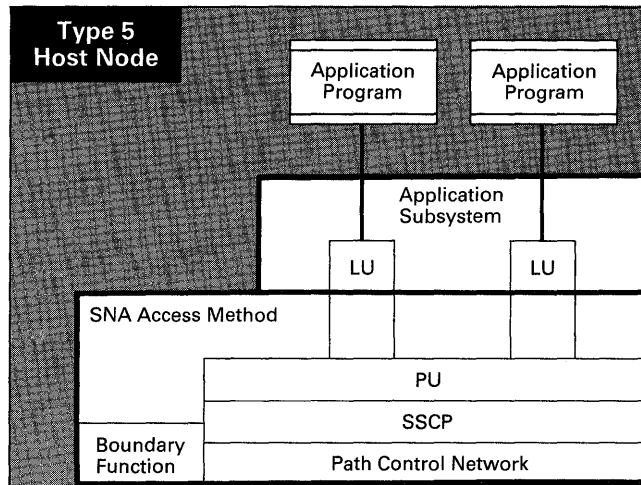 Type 5
Host Node
Application
Program
Application
Program
Application
Subsystem
LU
LU
SNA Access Method
PU
SSCP
Boundary
Function
Path Control Network